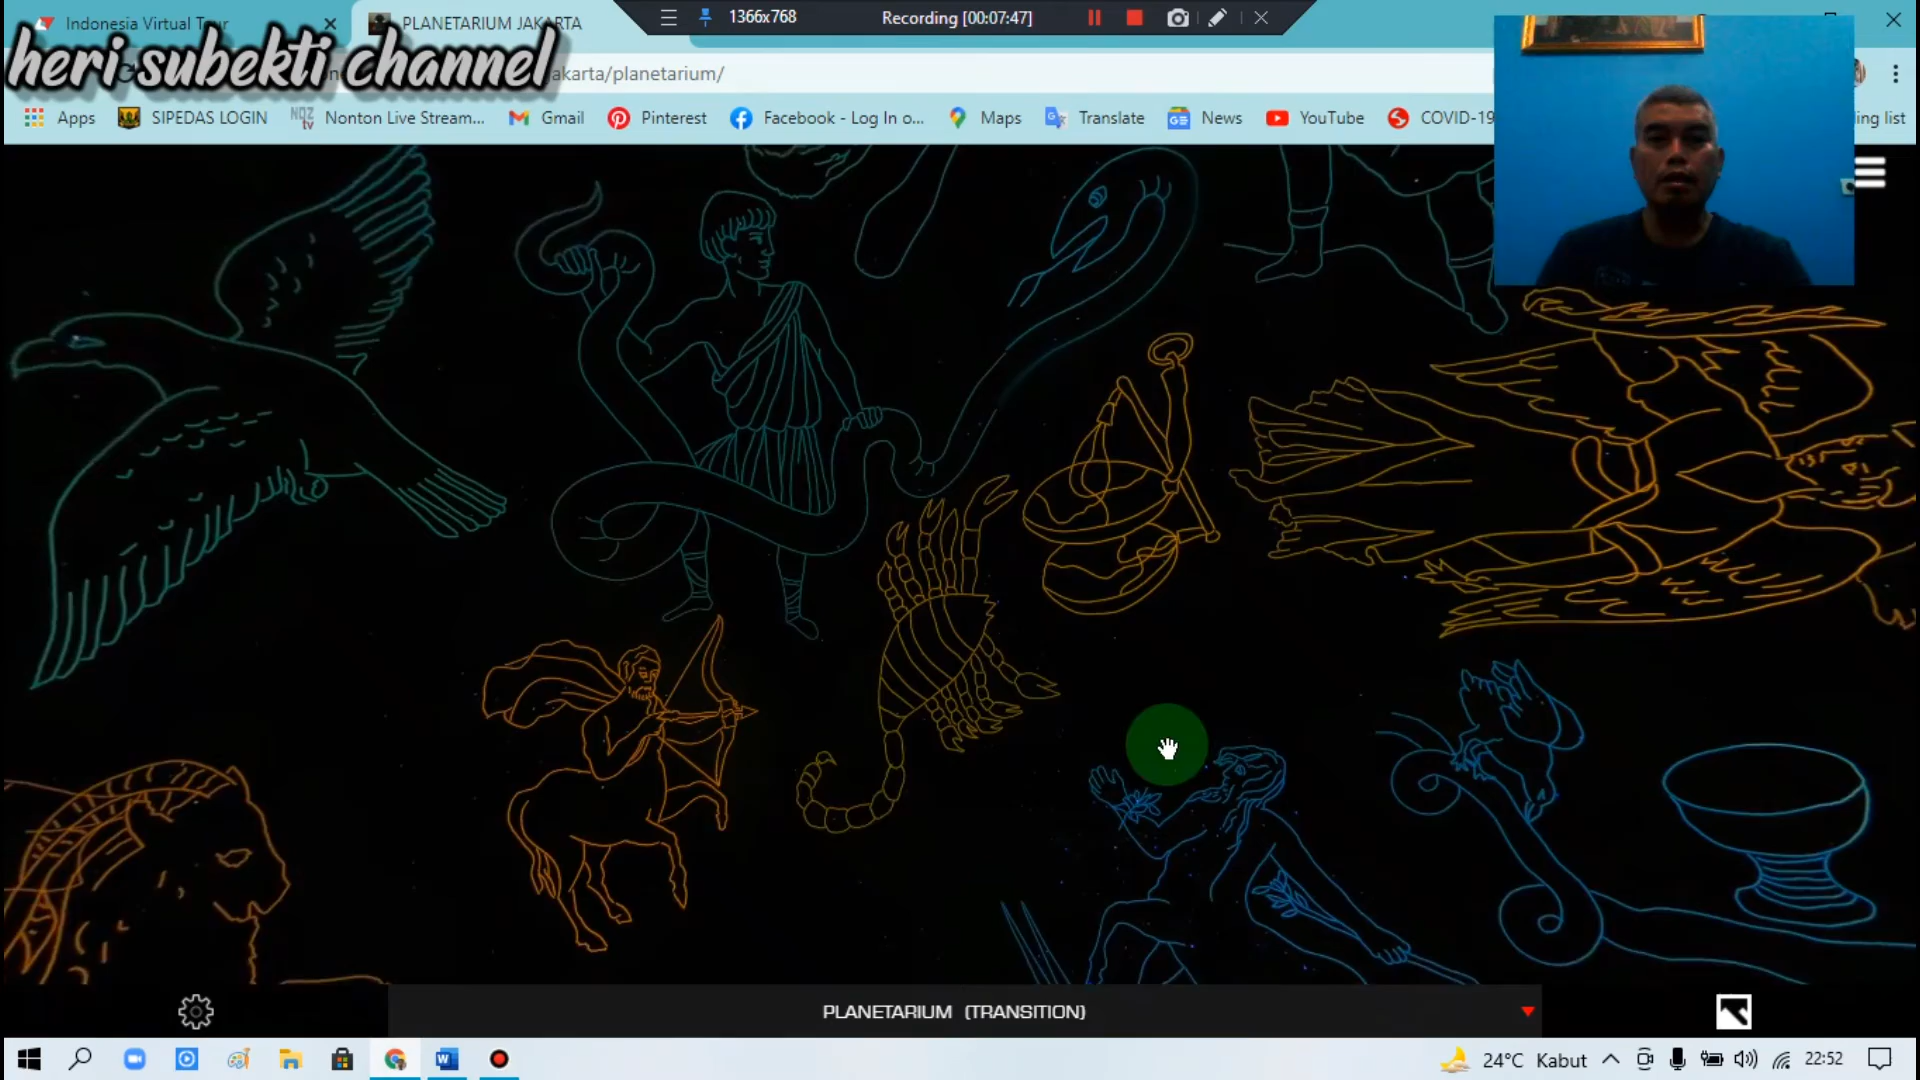 Indonesia Virtual Tour
PLANETARIUM JAKARTA
1366x768
Recording [00:07:47]
heri subekti channel
akarta/planetarium/
Apps
SIPEDAS LOGIN
Nonton Live Stream...
Gmail
Pinterest
Facebook - Log In o...
Maps
Translate
News
YouTube
COVID-19
ing list
PLANETARIUM (TRANSITION)
24°C Kabut
22:52